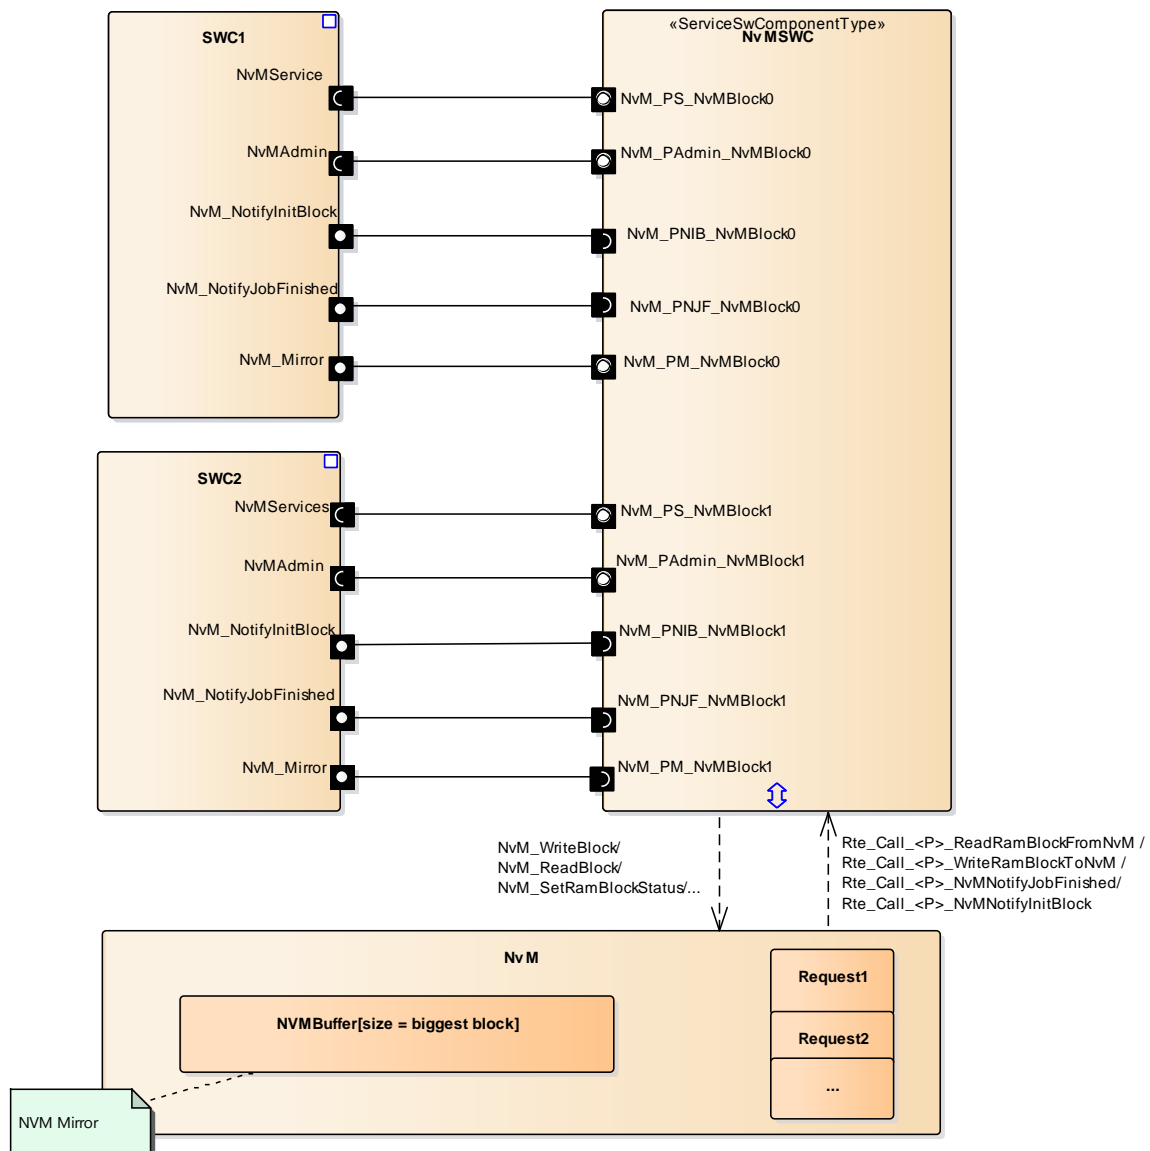 SWC1
NvMService
NvMAdmin
NvM_NotifyInitBlock
NvM_NotifyJobFinished
NvM_Mirror
«ServiceSwComponentType»
NvMSWC
NvM_PS_NvMBlock0
NvM_PAdmin_NvMBlock0
NvM_PNIB_NvMBlock0
NvM_PNJF_NvMBlock0
NvM_PM_NvMBlock0
SWC2
NvMServices
NvMAdmin
NvM_NotifyInitBlock
NvM_NotifyJobFinished
NvM_Mirror
NvM_PS_NvMBlock1
NvM_PAdmin_NvMBlock1
NvM_PNIB_NvMBlock1
NvM_PNJF_NvMBlock1
NvM_PM_NvMBlock1
NvM_WriteBlock/
NvM_ReadBlock/
NvM_SetRamBlockStatus/...
Rte_Call_<P>_ReadRamBlockFromNvM /
Rte_Call_<P>_WriteRamBlockToNvM /
Rte_Call_<P>_NvMNotifyJobFinished/
Rte_Call_<P>_NvMNotifyInitBlock
NvM
NVMBuffer[size = biggest block]
Request1
Request2
...
NVM Mirror